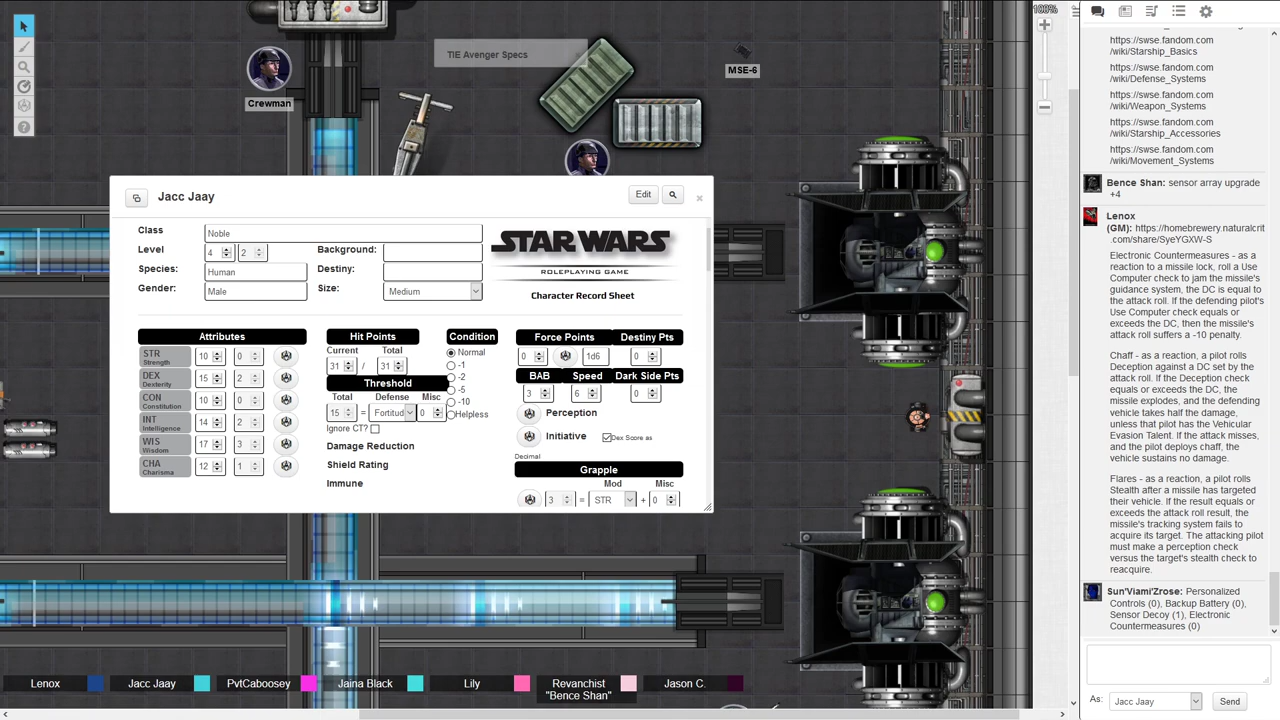 100%
TIE Avenger Specs
Crewman
MSE-6
Jacc Jaay
Edit
Class
Noble
Level
4
2
Background:
Species:
Human
Destiny:
Gender:
Male
Size:
Medium
STAR WARS
ROLEPLAYING GAME
Character Record Sheet
Attributes
STR
Strength
10
0
DEX
Dexterity
15
2
CON
Constitution
10
0
INT
Intelligence
14
2
WIS
Wisdom
17
3
CHA
Charisma
12
1
Hit Points
Current
Total
31
/
31
Threshold
Total
Defense
Misc
15
=
Fortitud
0
Ignore CT?
Damage Reduction
Shield Rating
Immune
Condition
Normal
-1
-2
-5
-10
Helpless
Force Points
Destiny Pts
0
1d6
0
BAB
Speed
Dark Side Pts
3
6
0
Perception
Initiative
Dex Score as
Decimal
Grapple
Mod
Misc
3
=
STR
+
0
Lenox
Jacc Jaay
PvtCaboosey
Jaina Black
Lily
Revanchist
"Bence Shan"
Jason C.
https://swse.fandom.com
/wiki/Starship_Basics
https://swse.fandom.com
/wiki/Defense_Systems
https://swse.fandom.com
/wiki/Weapon_Systems
https://swse.fandom.com
/wiki/Starship_Accessories
https://swse.fandom.com
/wiki/Movement_Systems
Bence Shan: sensor array upgrade
+4
Lenox
(GM): https://homebrewery.naturalcrit
.com/share/SyeYGXW-S
Electronic Countermeasures - as a
reaction to a missile lock, roll a Use
Computer check to jam the missile's
guidance system, the DC is equal to
the attack roll. If the defending pilot's
Use Computer check equals or
exceeds the DC, then the missile's
attack roll suffers a -10 penalty.
Chaff - as a reaction, a pilot rolls
Deception against a DC set by the
attack roll. If the Deception check
equals or exceeds the DC, the
missile explodes, and the defending
vehicle takes half the damage,
unless that pilot has the Vehicular
Evasion Talent. If the attack misses,
and the pilot deploys chaff, the
vehicle sustains no damage.
Flares - as a reaction, a pilot rolls
Stealth after a missile has targeted
their vehicle. If the result equals or
exceeds the attack roll result, the
missile's tracking system fails to
acquire its target. The attacking pilot
must make a perception check
versus the target's stealth check to
reacquire.
Sun'Viami'Zrose: Personalized
Controls (0), Backup Battery (0),
Sensor Decoy (1), Electronic
Countermeasures (0)
As:
Jacc Jaay
Send